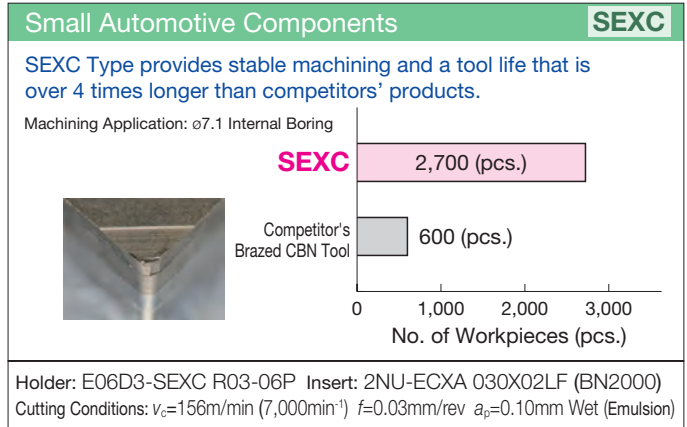 Small Automotive Components
SEXC
SEXC Type provides stable machining and a tool life that is
over 4 times longer than competitors’ products.
Machining Application: ø7.1 Internal Boring
SEXC
2,700 (pcs.)
Competitor's
Brazed CBN Tool
600 (pcs.)
0 1,000 2,000 3,000
No. of Workpieces (pcs.)
Holder: E06D3-SEXC R03-06P Insert: 2NU-ECXA 030X02LF (BN2000)
Cutting Conditions: vc=156m/min (7,000min⁻¹) f=0.03mm/rev ap=0.10mm Wet (Emulsion)